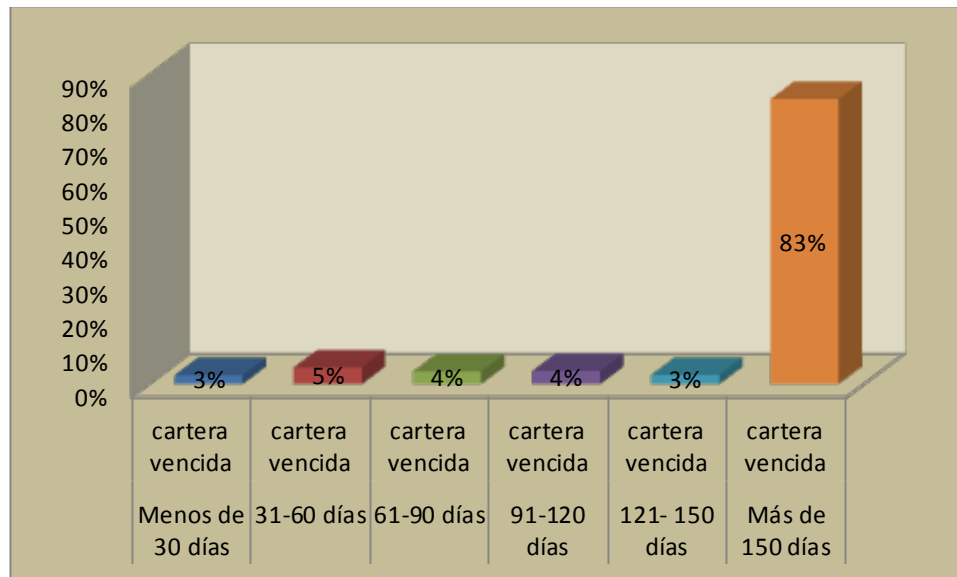 90%
80%
70%
60%
50%
40%
30%
20%
10%
0%
3%
5%
4%
4%
3%
83%
cartera vencida
cartera vencida
cartera vencida
cartera vencida
cartera vencida
cartera vencida
Menos de 30 días
31-60 días
61-90 días
91-120 días
121- 150 días
Más de 150 días